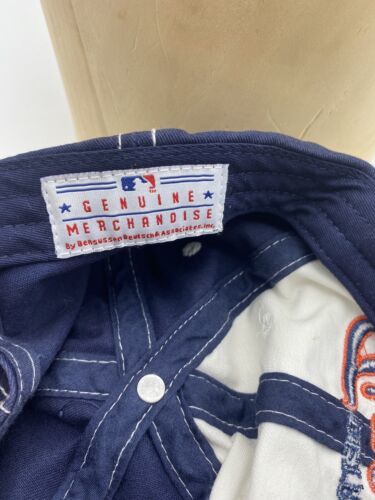 GENUINE
MERCHANDISE
By Bensussen Deutsch & Associates, Inc.